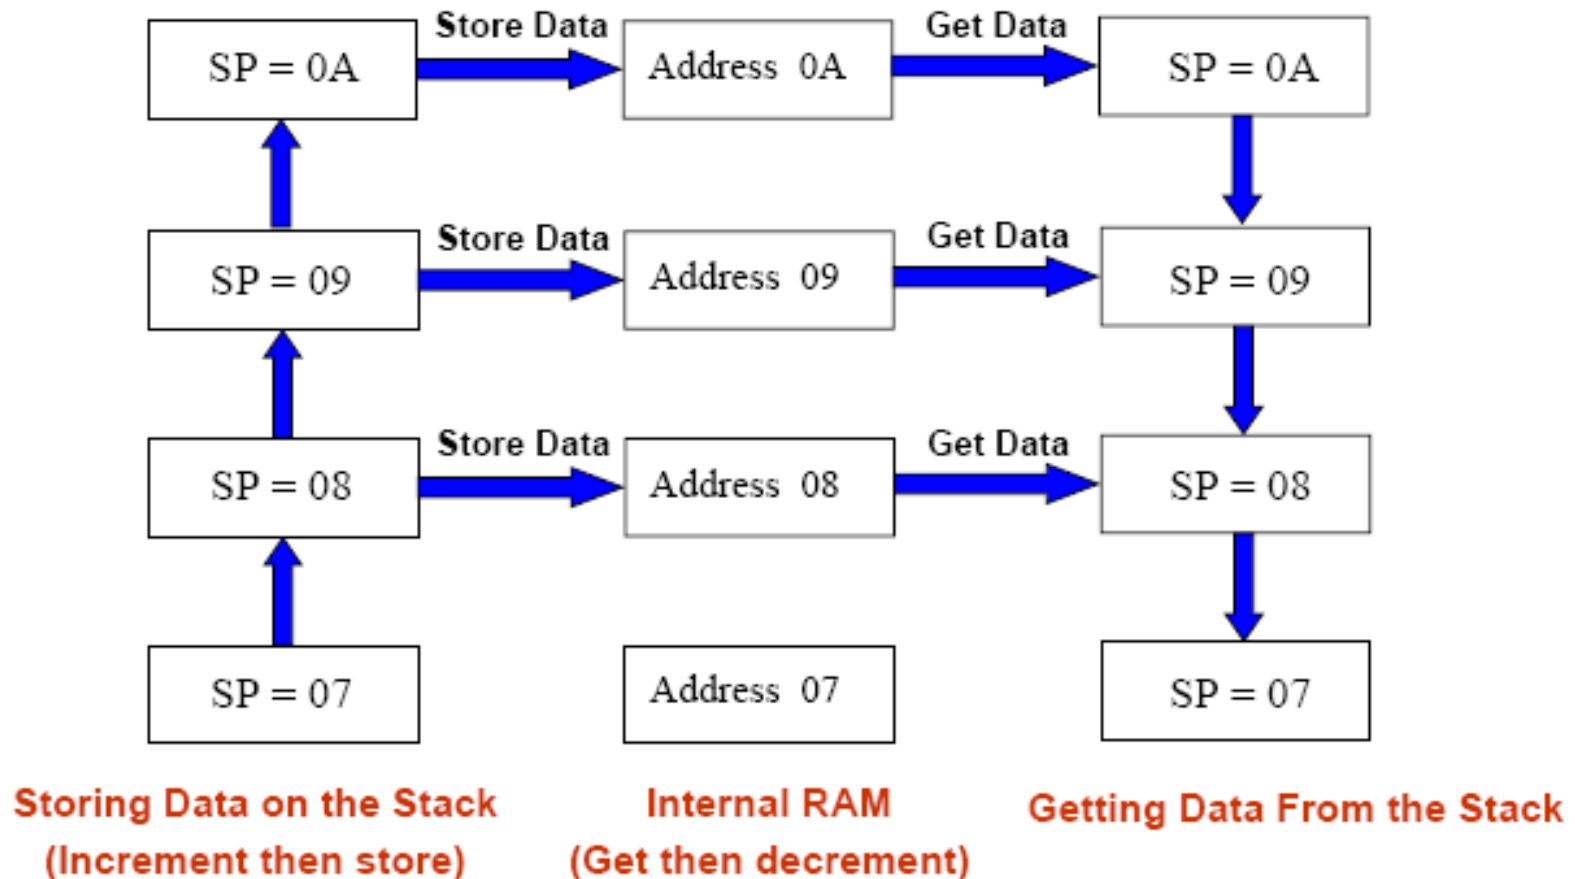 Store Data
Get Data
SP = 0A
Address 0A
SP = 0A
Store Data
Get Data
SP = 09
Address 09
SP = 09
Store Data
Get Data
SP = 08
Address 08
SP = 08
SP = 07
Address 07
SP = 07
Storing Data on the Stack
(Increment then store)
Internal RAM
(Get then decrement)
Getting Data From the Stack